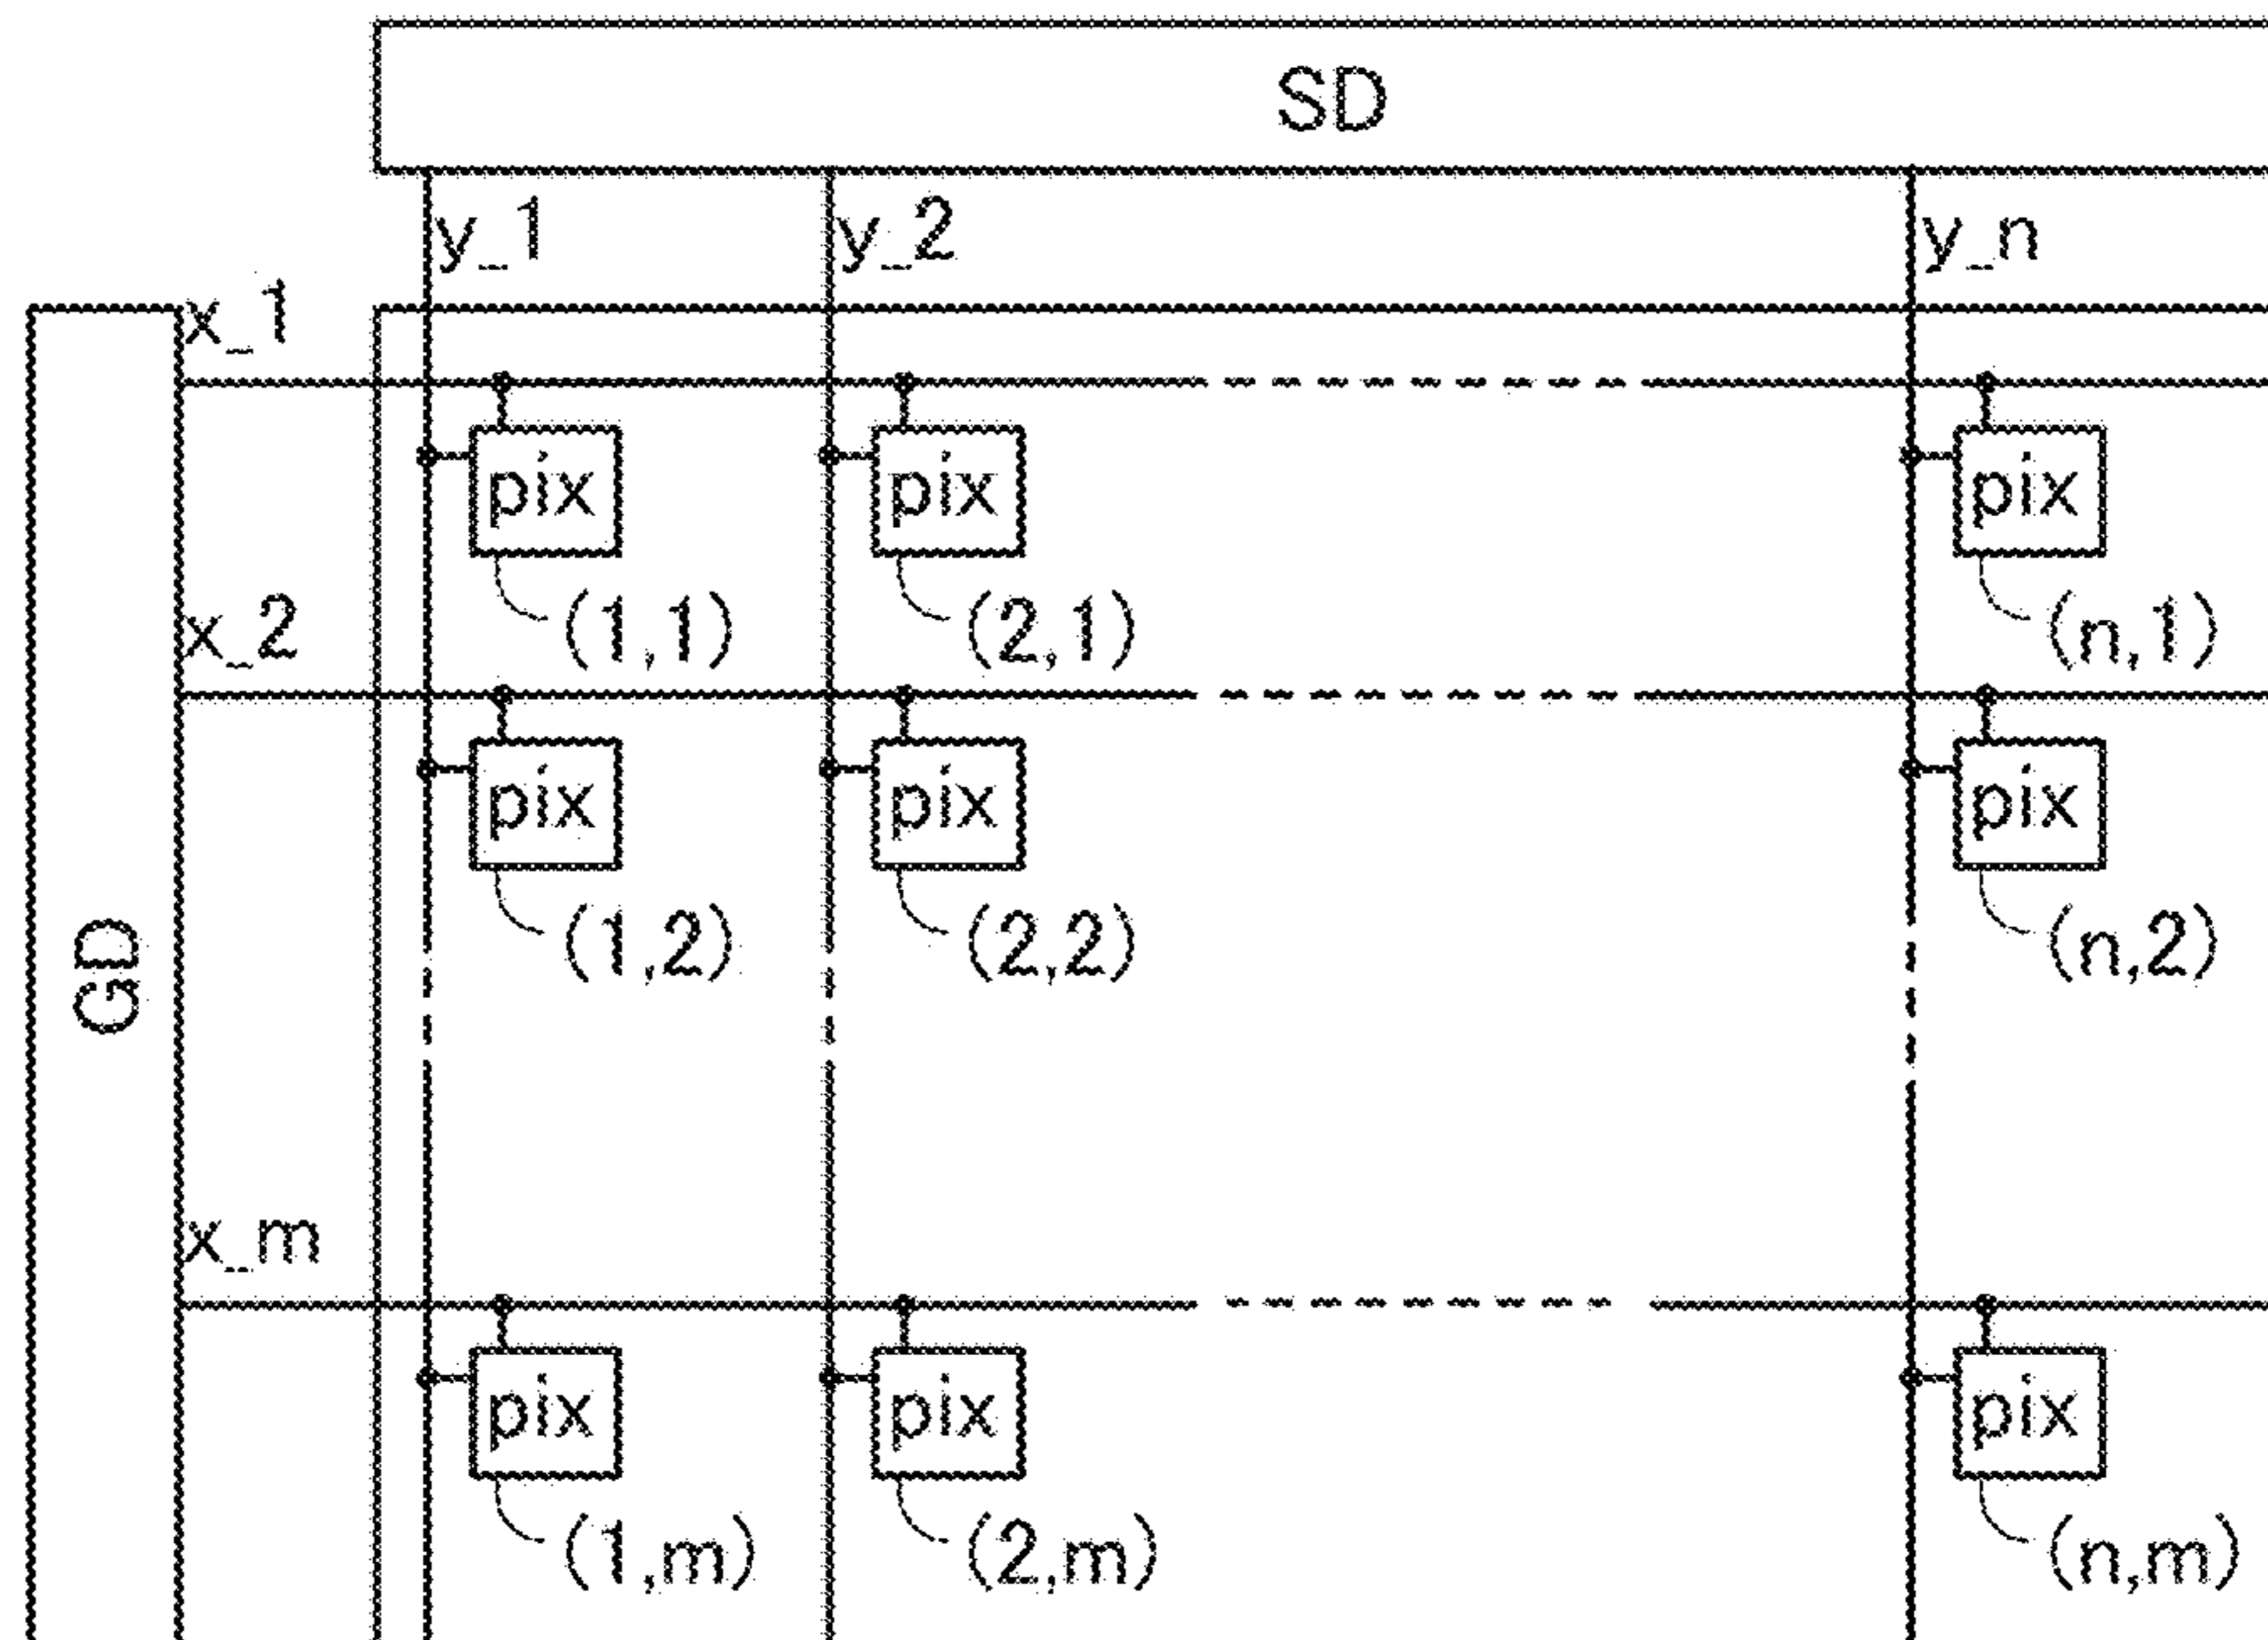 SD
y_1 y_2 y_n
x_1
pix pix pix
(1,1) (2,1) (n,1)
x_2
pix pix pix
(1,2) (2,2) (n,2)
GD
x_m
pix pix pix
(1,m) (2,m) (n,m)